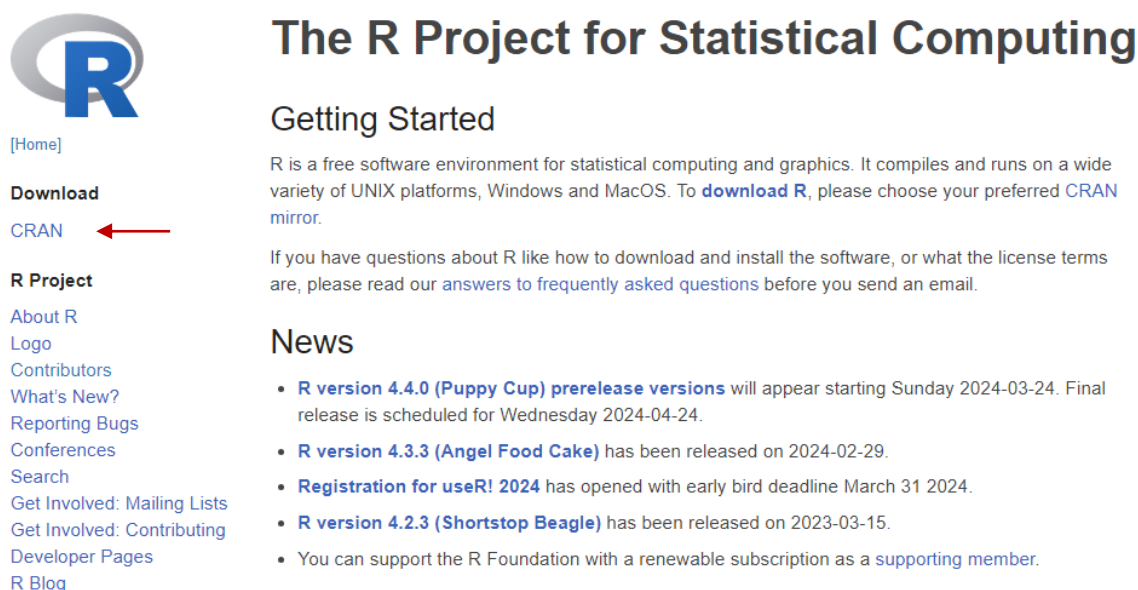 R
The R Project for Statistical Computing
[Home]
Download
CRAN
R Project
About R
Logo
Contributors
What's New?
Reporting Bugs
Conferences
Search
Get Involved: Mailing Lists
Get Involved: Contributing
Developer Pages
R Blog
Getting Started
R is a free software environment for statistical computing and graphics. It compiles and runs on a wide
variety of UNIX platforms, Windows and MacOS. To download R, please choose your preferred CRAN
mirror.
If you have questions about R like how to download and install the software, or what the license terms
are, please read our answers to frequently asked questions before you send an email.
News
• R version 4.4.0 (Puppy Cup) prerelease versions will appear starting Sunday 2024-03-24. Final
release is scheduled for Wednesday 2024-04-24.
• R version 4.3.3 (Angel Food Cake) has been released on 2024-02-29.
• Registration for useR! 2024 has opened with early bird deadline March 31 2024.
• R version 4.2.3 (Shortstop Beagle) has been released on 2023-03-15.
• You can support the R Foundation with a renewable subscription as a supporting member.